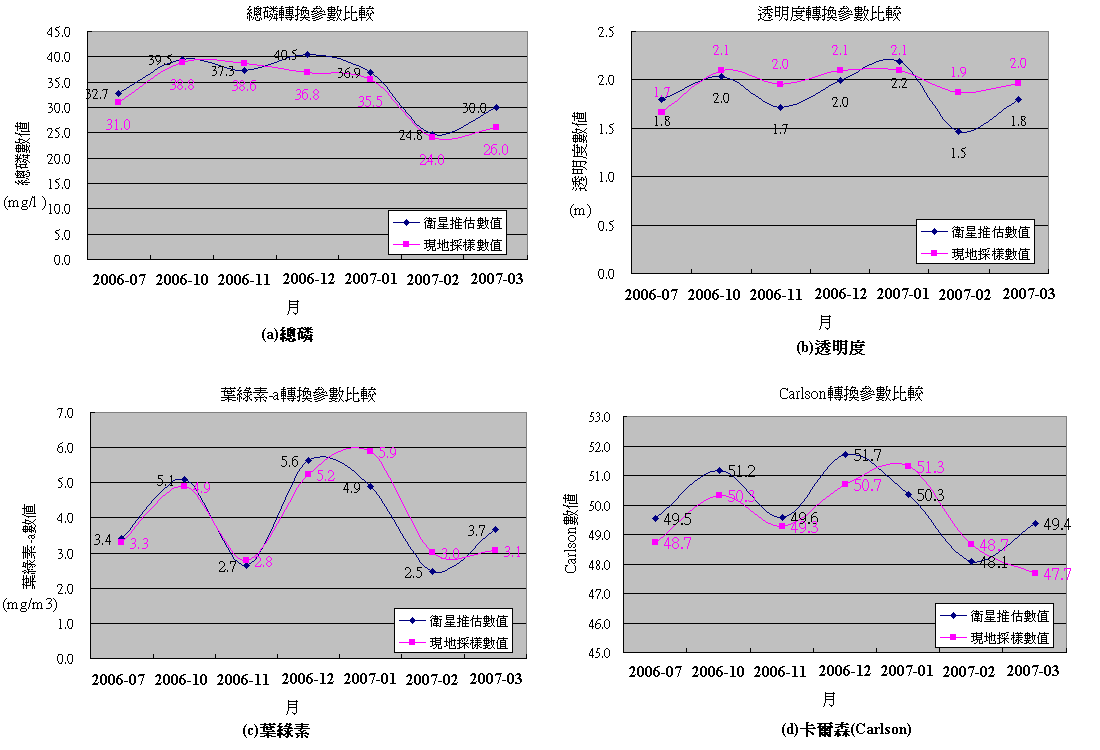 總磷轉換參數比較
45.0
40.0
35.0
30.0
25.0
20.0
15.0
10.0
5.0
0.0
總磷數值
(mg/l )
32.7
39.5
37.3
40.5
36.9
24.8
30.0
31.0
38.8
38.6
36.8
35.5
24.0
26.0
衛星推估數值
現地採樣數值
2006-07 2006-10 2006-11 2006-12 2007-01 2007-02 2007-03
月
(a)總磷
透明度轉換參數比較
2.5
2.0
1.5
1.0
0.5
0.0
透明度數值
(m)
1.7
2.1
2.0
2.1
2.1
1.9
2.0
1.8
2.0
1.7
2.0
2.2
1.5
1.8
衛星推估數值
現地採樣數值
2006-07 2006-10 2006-11 2006-12 2007-01 2007-02 2007-03
月
(b)透明度
葉綠素-a轉換參數比較
7.0
6.0
5.0
4.0
3.0
2.0
1.0
0.0
葉綠素-a數值
(mg/m3)
3.4
5.1
2.7
5.6
4.9
2.5
3.7
3.3
4.9
2.8
5.2
5.9
3.0
3.1
衛星推估數值
現地採樣數值
2006-07 2006-10 2006-11 2006-12 2007-01 2007-02 2007-03
月
(c)葉綠素
Carlson轉換參數比較
53.0
52.0
51.0
50.0
49.0
48.0
47.0
46.0
45.0
Carlson數值
49.5
51.2
49.6
51.7
50.3
48.1
49.4
48.7
50.3
49.3
50.7
51.3
48.7
47.7
衛星推估數值
現地採樣數值
2006-07 2006-10 2006-11 2006-12 2007-01 2007-02 2007-03
月
(d)卡爾森(Carlson)